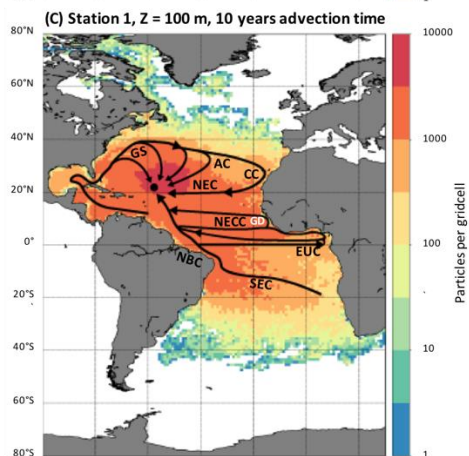 (C) Station 1, Z = 100 m, 10 years advection time
80°N
60°N
40°N
20°N
0°
20°S
40°S
60°S
80°S
GS
AC
CC
NEC
NECC GD
EUC
NBC
SEC
10000
1000
100
10
1
Particles per gridcell